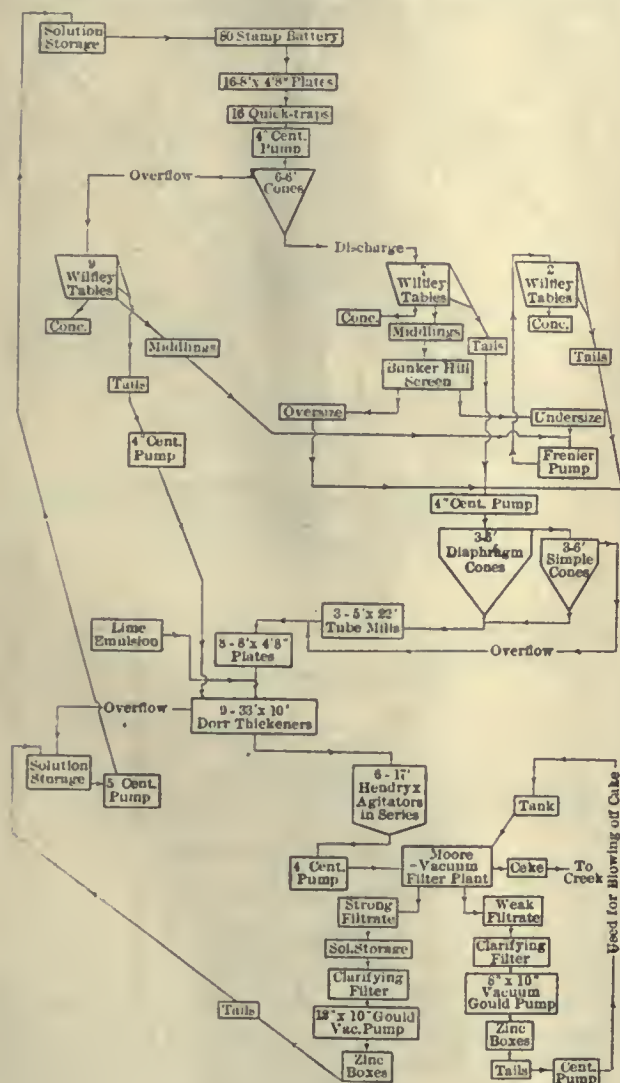 Solution
Storage
60 Stamp Battery
16-8'x 4'8" Plates
16 Quick-traps
4" Cent.
Pump
6-6'
Cones
Overflow
Discharge
9
Wilfley
Tables
Conc.
Middlings
Tails
4" Cent.
Pump
7
Wilfley
Tables
Conc.
Middlings
Tails
Bunker Hill
Screen
Oversize
Undersize
2
Wilfley
Tables
Conc.
Tails
Frenier
Pump
4" Cent. Pump
Diaphragm
Cones
3-6'
Simple
Cones
3-5'x 22'
Tube Mills
Overflow
Lime
Emulsion
8-8'x 4'8"
Plates
9-33'x 10'
Dorr Thickeners
Overflow
Solution
Storage
5 Cent.
Pump
6-17'
Hendryx
Agitators
in Series
4 Cent.
Pump
Moore
-Vacuum
Filter Plant
Tank
Cake
To
Creek
Used for Blowing off Cake
Strong
Filtrate
Sol. Storage
Clarifying
Filter
10" Gould
Vac. Pump
Zinc
Boxes
Tails
Weak
Filtrate
Clarifying
Filter
8" x 10"
Vacuum
Gould Pump
Zinc
Boxes
Tails
Cent.
Pump